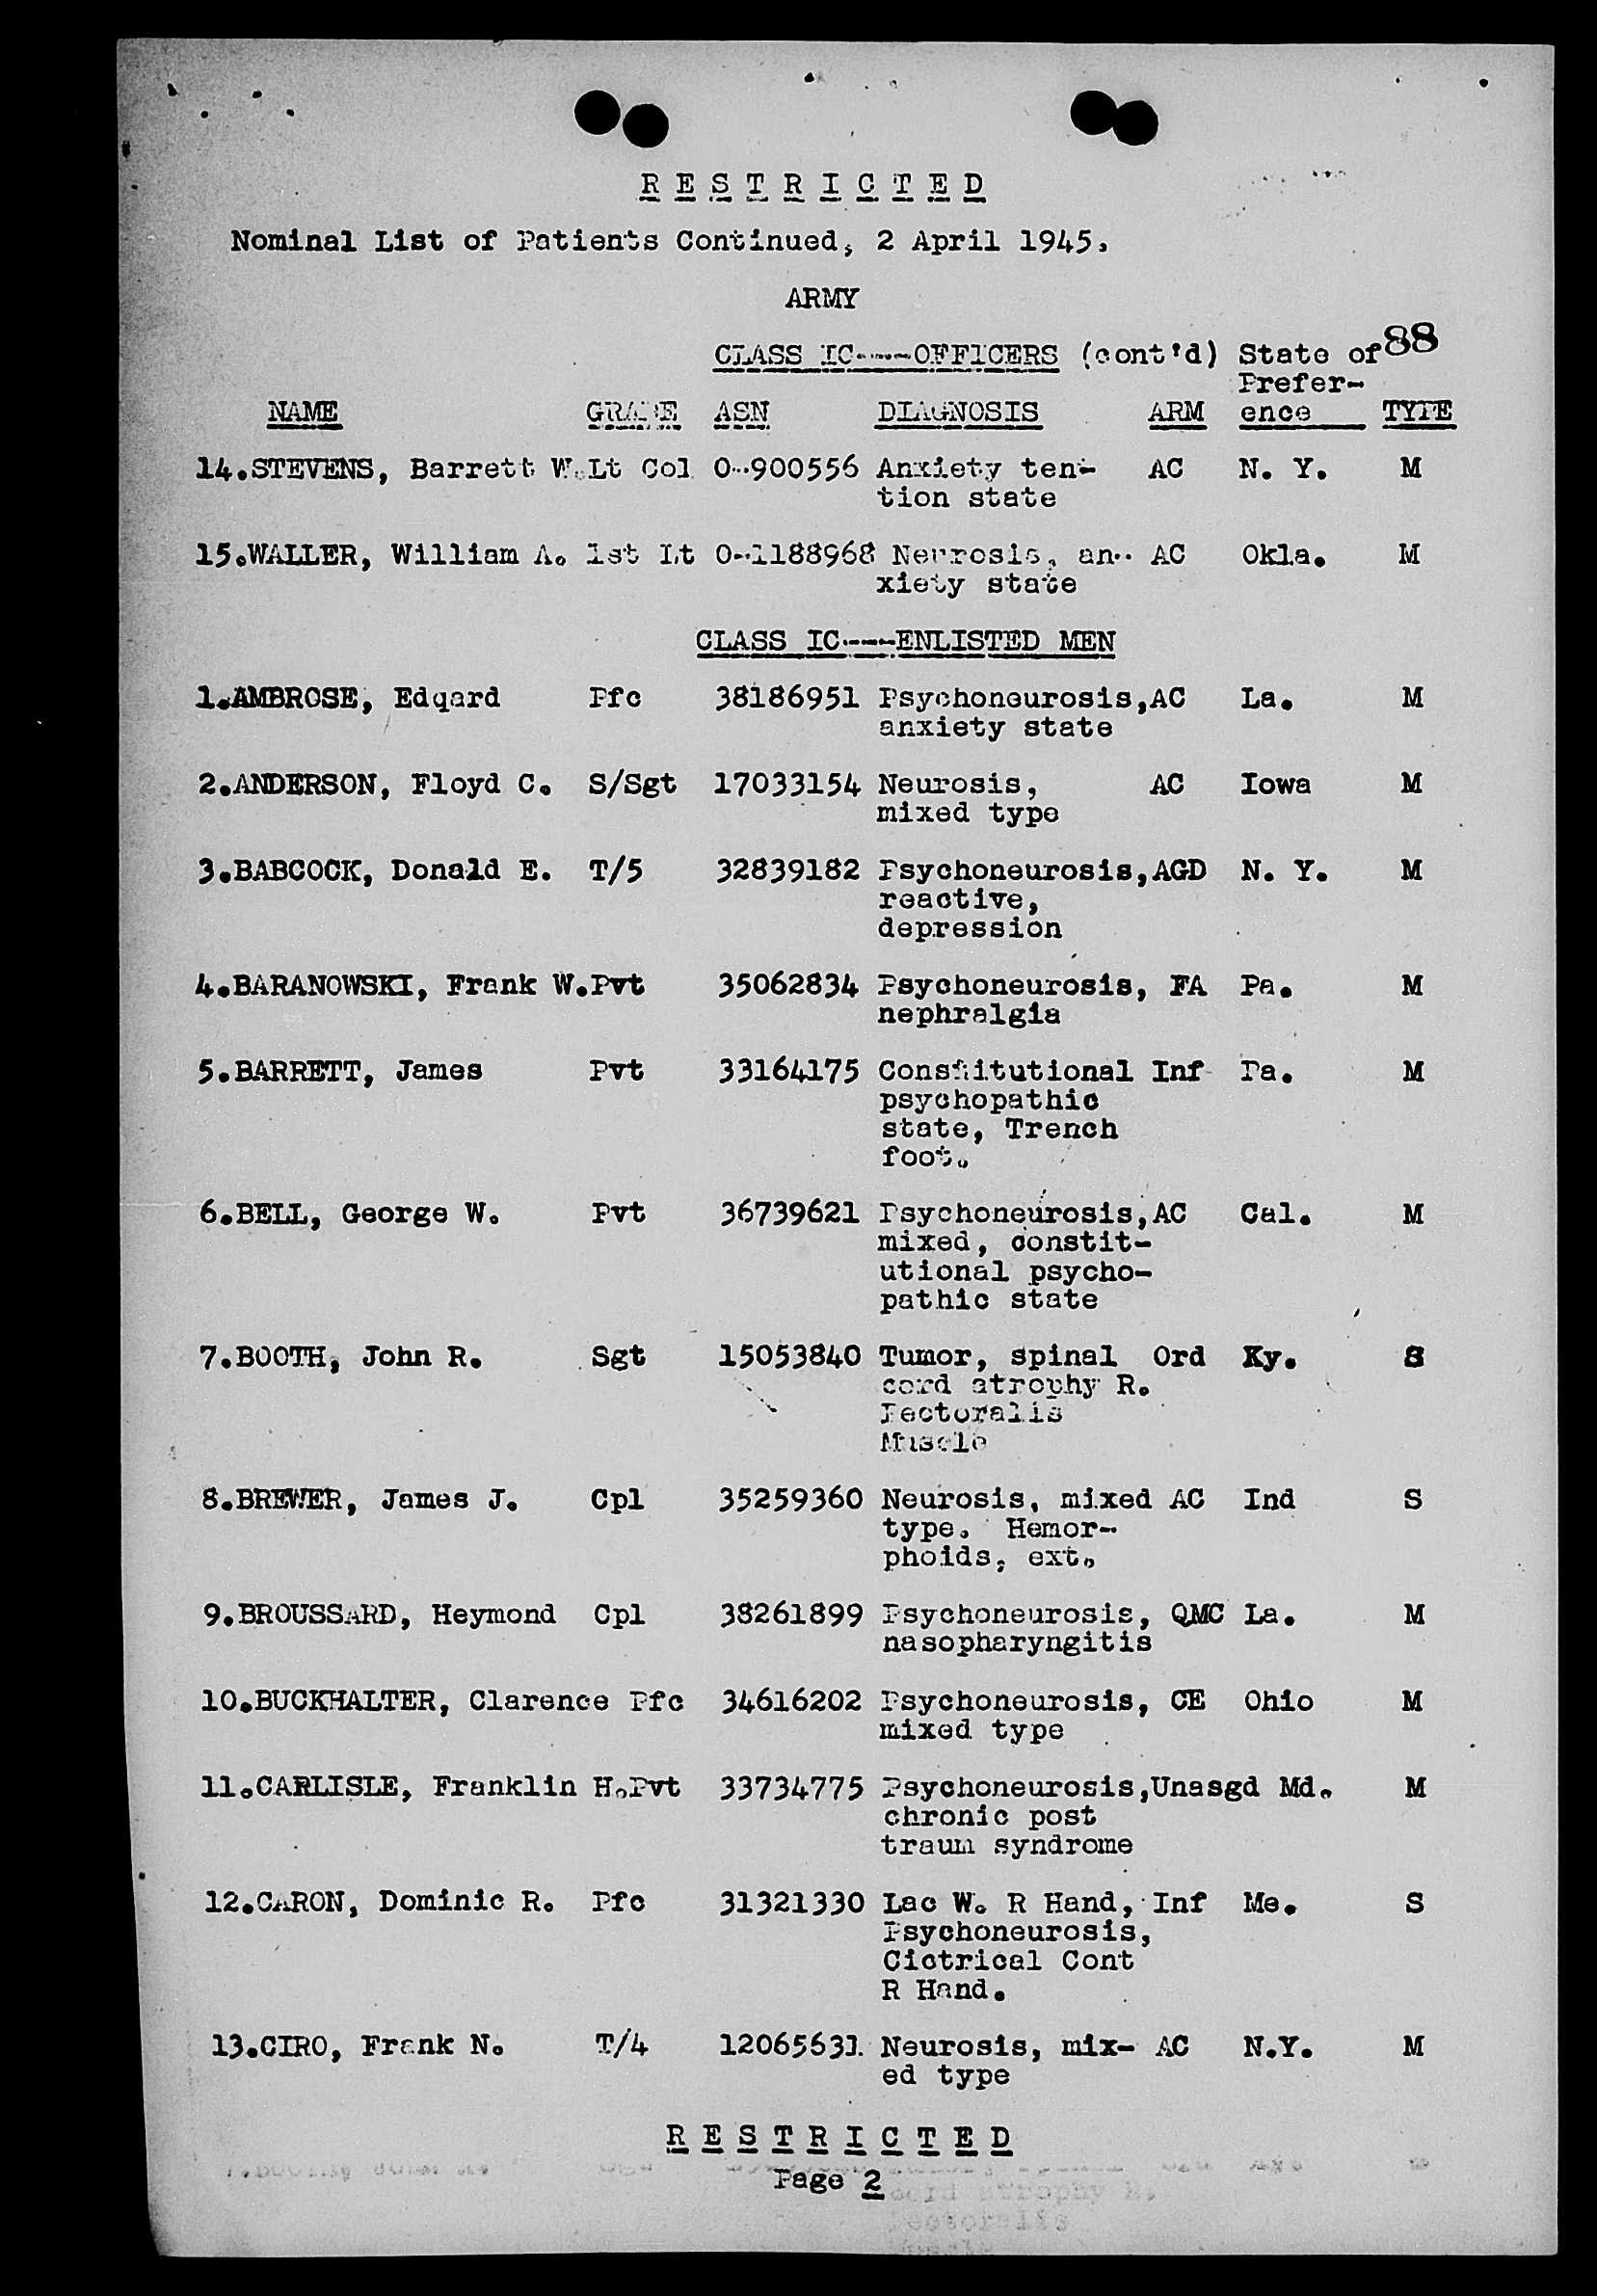 RESTRICTED
Nominal List of Patients Continued, 2 April 1945.
ARMY
88
CLASS IC----OFFICERS (cont'd) State of
Prefer-
NAME GRADE ASN DIAGNOSIS ARM ence TYPE
14.STEVENS, Barrett W.Lt Col O-900556 Anxiety ten- AC N. Y. M
tion state
15.WALLER, William A. 1st Lt O-1188968 Neurosis, an- AC Okla. M
xiety state
CLASS IC----ENLISTED MEN
1.AMBROSE, Edqard Pfc 38186951 Psychoneurosis,AC La. M
anxiety state
2.ANDERSON, Floyd C. S/Sgt 17033154 Neurosis, AC Iowa M
mixed type
3.BABCOCK, Donald E. T/5 32839182 Psychoneurosis,AGD N. Y. M
reactive,
depression
4.BARANOWSKI, Frank W.Pvt 35062834 Psychoneurosis, FA Pa. M
nephralgia
5.BARRETT, James Pvt 33164175 Constitutional Inf Pa. M
psychopathic
state, Trench
foot.
6.BELL, George W. Pvt 36739621 Psychoneurosis,AC Cal. M
mixed, constit-
utional psycho-
pathic state
7.BOOTH, John R. Sgt 15053840 Tumor, spinal Ord Ky. S
cord atrophy R.
Pectoralis
Muscle
8.BREWER, James J. Cpl 35259360 Neurosis, mixed AC Ind S
type. Hemor-
phoids, ext.
9.BROUSSARD, Heymond Cpl 38261899 Psychoneurosis, QMC La. M
nasopharyngitis
10.BUCKHALTER, Clarence Pfc 34616202 Psychoneurosis, CE Ohio M
mixed type
11.CARLISLE, Franklin H.Pvt 33734775 Psychoneurosis,Unasgd Md. M
chronic post
traum syndrome
12.CARON, Dominic R. Pfc 31321330 Lac W. R Hand, Inf Me. S
Psychoneurosis,
Cictrical Cont
R Hand.
13.CIRO, Frank N. T/4 12065631 Neurosis, mix- AC N.Y. M
ed type
RESTRICTED
Page 2
cord atrophy R.
Pectoralis